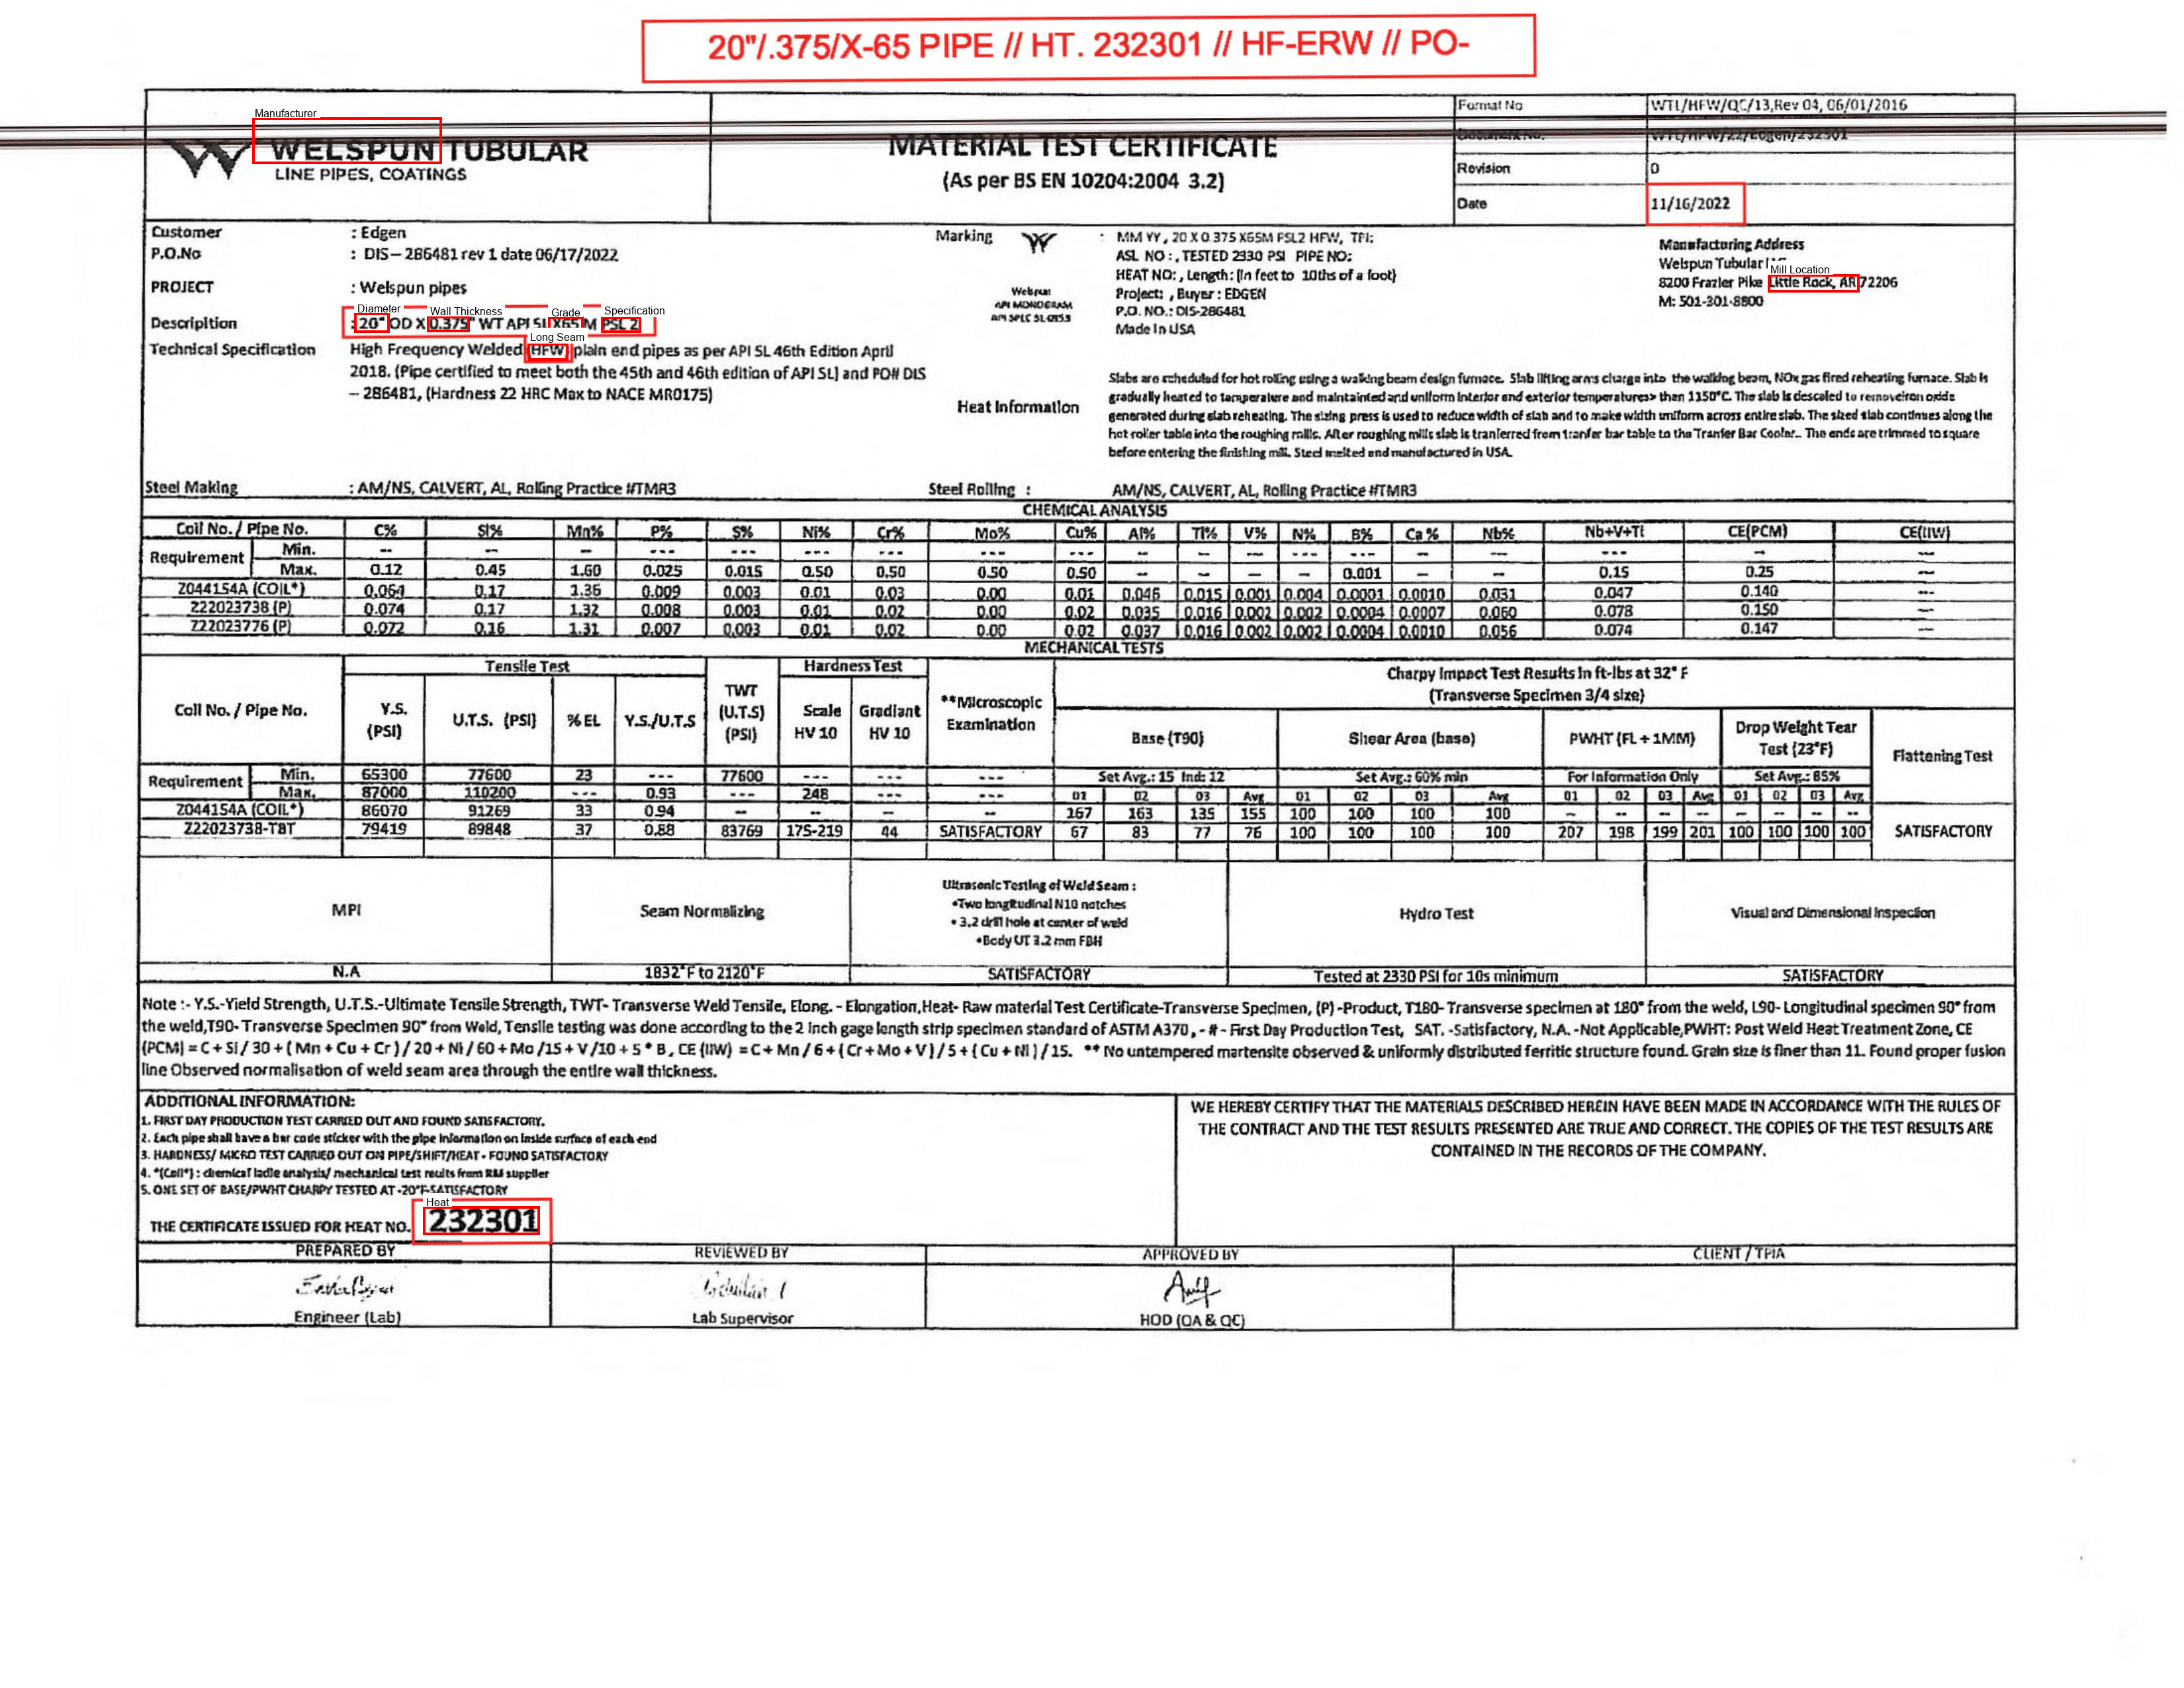 20"/.375/X-65 PIPE // HT. 232301 // HF-ERW // PO-
Manufacturer
WELSPUN TUBULAR
LINE PIPES, COATINGS
MATERIAL TEST CERTIFICATE
(As per BS EN 10204:2004 3.2)
Format No WTL/HFW/QC/13,Rev 04, 06/01/2016
Document No. WTL/HFW/22/Edgen/232301
Revision 0
Date 11/16/2022
Customer : Edgen
P.O.No : DIS-286481 rev 1 date 06/17/2022
PROJECT : Welspun pipes
Diameter Wall Thickness Grade Specification
Descripition : 20" OD X 0.375" WT API 5L X65 M PSL 2
Long Seam
Technical Specification High Frequency Welded (HFW) plain end pipes as per API 5L 46th Edition April
2018. (Pipe certified to meet both the 45th and 46th edition of API 5L) and PO# DIS
- 286481, (Hardness 22 HRC Max to NACE MR0175)
Marking : MM YY, 20 X 0.375 X65M PSL2 HFW, TPI:
ASL NO: , TESTED 2330 PSI PIPE NO:
HEAT NO: , Length: (In feet to 10ths of a foot)
Project: , Buyer : EDGEN
P.O. NO.: DIS-286481
Made In USA
Welspun
API MONOGRAM
API SPEC 5L-0953
Manufacturing Address
Welspun Tubular
Mill Location
8200 Frazier Pike Little Rock, AR 72206
M: 501-301-8800
Heat Information
Slabs are scheduled for hot rolling using a walking beam design furnace. Slab lifting arms charge into the walking beam, NOx gas fired reheating furnace. Slab is
gradually heated to temperature and maintained and uniform interior and exterior temperatures> then 1150°C. The slab is descaled to remove iron oxide
generated during slab reheating. The sizing press is used to reduce width of slab and to make width uniform across entire slab. The sized slab continues along the
hot roller table into the roughing mills. After roughing mills slab is tranferred from tranfer bar table to the Tranfer Bar Cooler.. The ends are trimmed to square
before entering the finishing mill. Steel melted and manufactured in USA.
Steel Making : AM/NS, CALVERT, AL, Rolling Practice #TMR3
Steel Rolling : AM/NS, CALVERT, AL, Rolling Practice #TMR3
CHEMICAL ANALYSIS
Coil No. / Pipe No. C% Si% Mn% P% S% Ni% Cr% Mo% Cu% Al% Ti% V% N% B% Ca % Nb% Nb+V+Ti CE(PCM) CE(IIW)
Requirement Min. -- -- -- --- --- --- --- --- --- -- -- --- --- --- -- --- --- -- ---
Max. 0.12 0.45 1.60 0.025 0.015 0.50 0.50 0.50 0.50 -- -- -- -- 0.001 -- -- 0.15 0.25 ---
Z044154A (COIL*) 0.064 0.17 1.36 0.009 0.003 0.01 0.03 0.00 0.01 0.046 0.015 0.001 0.004 0.0001 0.0010 0.031 0.047 0.140 ---
Z22023738 (P) 0.074 0.17 1.32 0.008 0.003 0.01 0.02 0.00 0.02 0.035 0.016 0.002 0.002 0.0004 0.0007 0.060 0.078 0.150 ---
Z22023776 (P) 0.072 0.16 1.31 0.007 0.003 0.01 0.02 0.00 0.02 0.037 0.016 0.002 0.002 0.0004 0.0010 0.056 0.074 0.147 ---
MECHANICAL TESTS
Coll No. / Pipe No.
Tensile Test
Y.S. (PSI) U.T.S. (PSI) % EL Y.S./U.T.S
TWT (U.T.S) (PSI)
Hardness Test
Scale HV 10 Gradiant HV 10
**Microscopic Examination
Charpy Impact Test Results In ft-lbs at 32° F
(Transverse Specimen 3/4 size)
Base (T90) Shear Area (base) PWHT (FL + 1MM) Drop Weight Tear Test (23°F) Flattening Test
Requirement Min. 65300 77600 23 --- 77600 --- --- --- Set Avg.: 15 Ind: 12 Set Avg.: 60% min For Information Only Set Avg.: 85%
Max. 87000 110200 --- 0.93 --- 248 --- --- 01 02 03 Avg 01 02 03 Avg 01 02 03 Avg 01 02 03 Avg
Z044154A (COIL*) 86070 91269 33 0.94 -- -- -- -- 167 163 135 155 100 100 100 100 -- -- -- -- -- -- -- --
Z22023738-TBT 79419 89848 37 0.88 83769 175-219 44 SATISFACTORY 67 83 77 76 100 100 100 100 207 198 199 201 100 100 100 100 SATISFACTORY
MPI
Seam Normalizing
Ultrasonic Testing of Weld Seam :
•Two longitudinal N10 notches
• 3.2 drill hole at center of weld
•Body UT 3.2 mm FBH
Hydro Test
Visual and Dimensional Inspection
N.A 1832°F to 2120°F SATISFACTORY Tested at 2330 PSI for 10s minimum SATISFACTORY
Note :- Y.S.-Yield Strength, U.T.S.-Ultimate Tensile Strength, TWT- Transverse Weld Tensile, Elong. - Elongation,Heat- Raw material Test Certificate-Transverse Specimen, (P) -Product, T180- Transverse specimen at 180° from the weld, L90- Longitudinal specimen 90° from
the weld,T90- Transverse Specimen 90° from Weld, Tensile testing was done according to the 2 inch gage length strip specimen standard of ASTM A370, - # - First Day Production Test, SAT. -Satisfactory, N.A. -Not Applicable,PWHT: Post Weld Heat Treatment Zone, CE
(PCM) = C + Si/ 30 + ( Mn + Cu + Cr ) / 20 + Ni / 60 + Mo /15 + V /10 + 5 * B , CE (IIW) = C + Mn / 6 + ( Cr + Mo + V ) / 5 + ( Cu + Ni ) / 15. ** No untempered martensite observed & uniformly distributed ferritic structure found. Grain size is finer than 11. Found proper fusion
line Observed normalisation of weld seam area through the entire wall thickness.
ADDITIONAL INFORMATION:
1. FIRST DAY PRODUCTION TEST CARRIED OUT AND FOUND SATISFACTORY.
2. Each pipe shall have a bar code sticker with the pipe information on inside surface of each end
3. HARDNESS/ MICRO TEST CARRIED OUT ON PIPE/SHIFT/HEAT - FOUND SATISFACTORY
4. *(Coil*) : chemical ladle analysis/ mechanical test reults from RM supplier
5. ONE SET OF BASE/PWHT CHARPY TESTED AT -20°F-SATISFACTORY
Heat
THE CERTIFICATE ISSUED FOR HEAT NO. 232301
WE HEREBY CERTIFY THAT THE MATERIALS DESCRIBED HEREIN HAVE BEEN MADE IN ACCORDANCE WITH THE RULES OF
THE CONTRACT AND THE TEST RESULTS PRESENTED ARE TRUE AND CORRECT. THE COPIES OF THE TEST RESULTS ARE
CONTAINED IN THE RECORDS OF THE COMPANY.
PREPARED BY REVIEWED BY APPROVED BY CLIENT / TPIA
Engineer (Lab) Lab Supervisor HOD (QA & QC)